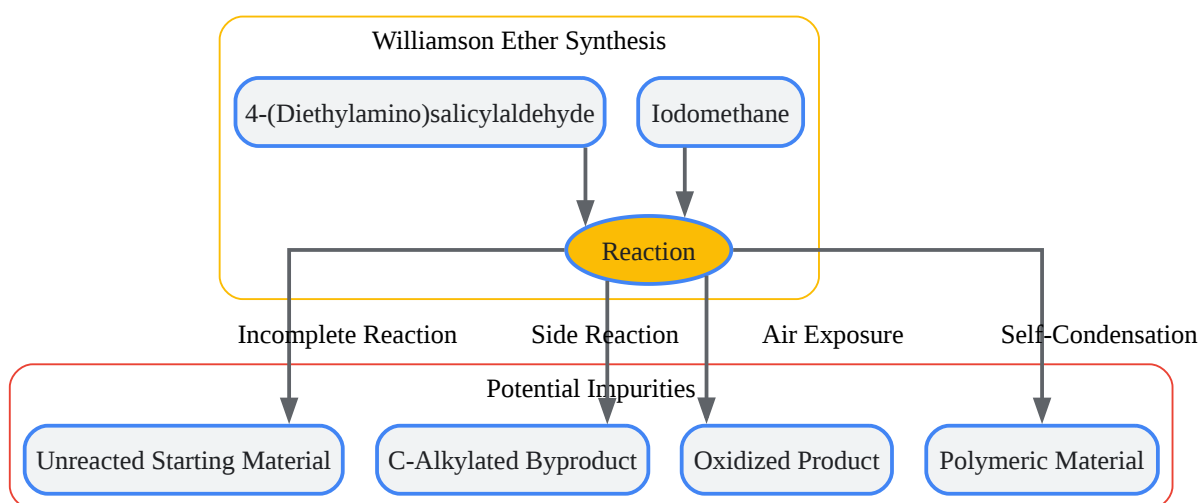 Williamson Ether Synthesis
4-(Diethylamino)salicylaldehyde
Iodomethane
Reaction
Incomplete Reaction
Side Reaction
Air Exposure
Self-Condensation
Potential Impurities
Unreacted Starting Material
C-Alkylated Byproduct
Oxidized Product
Polymeric Material